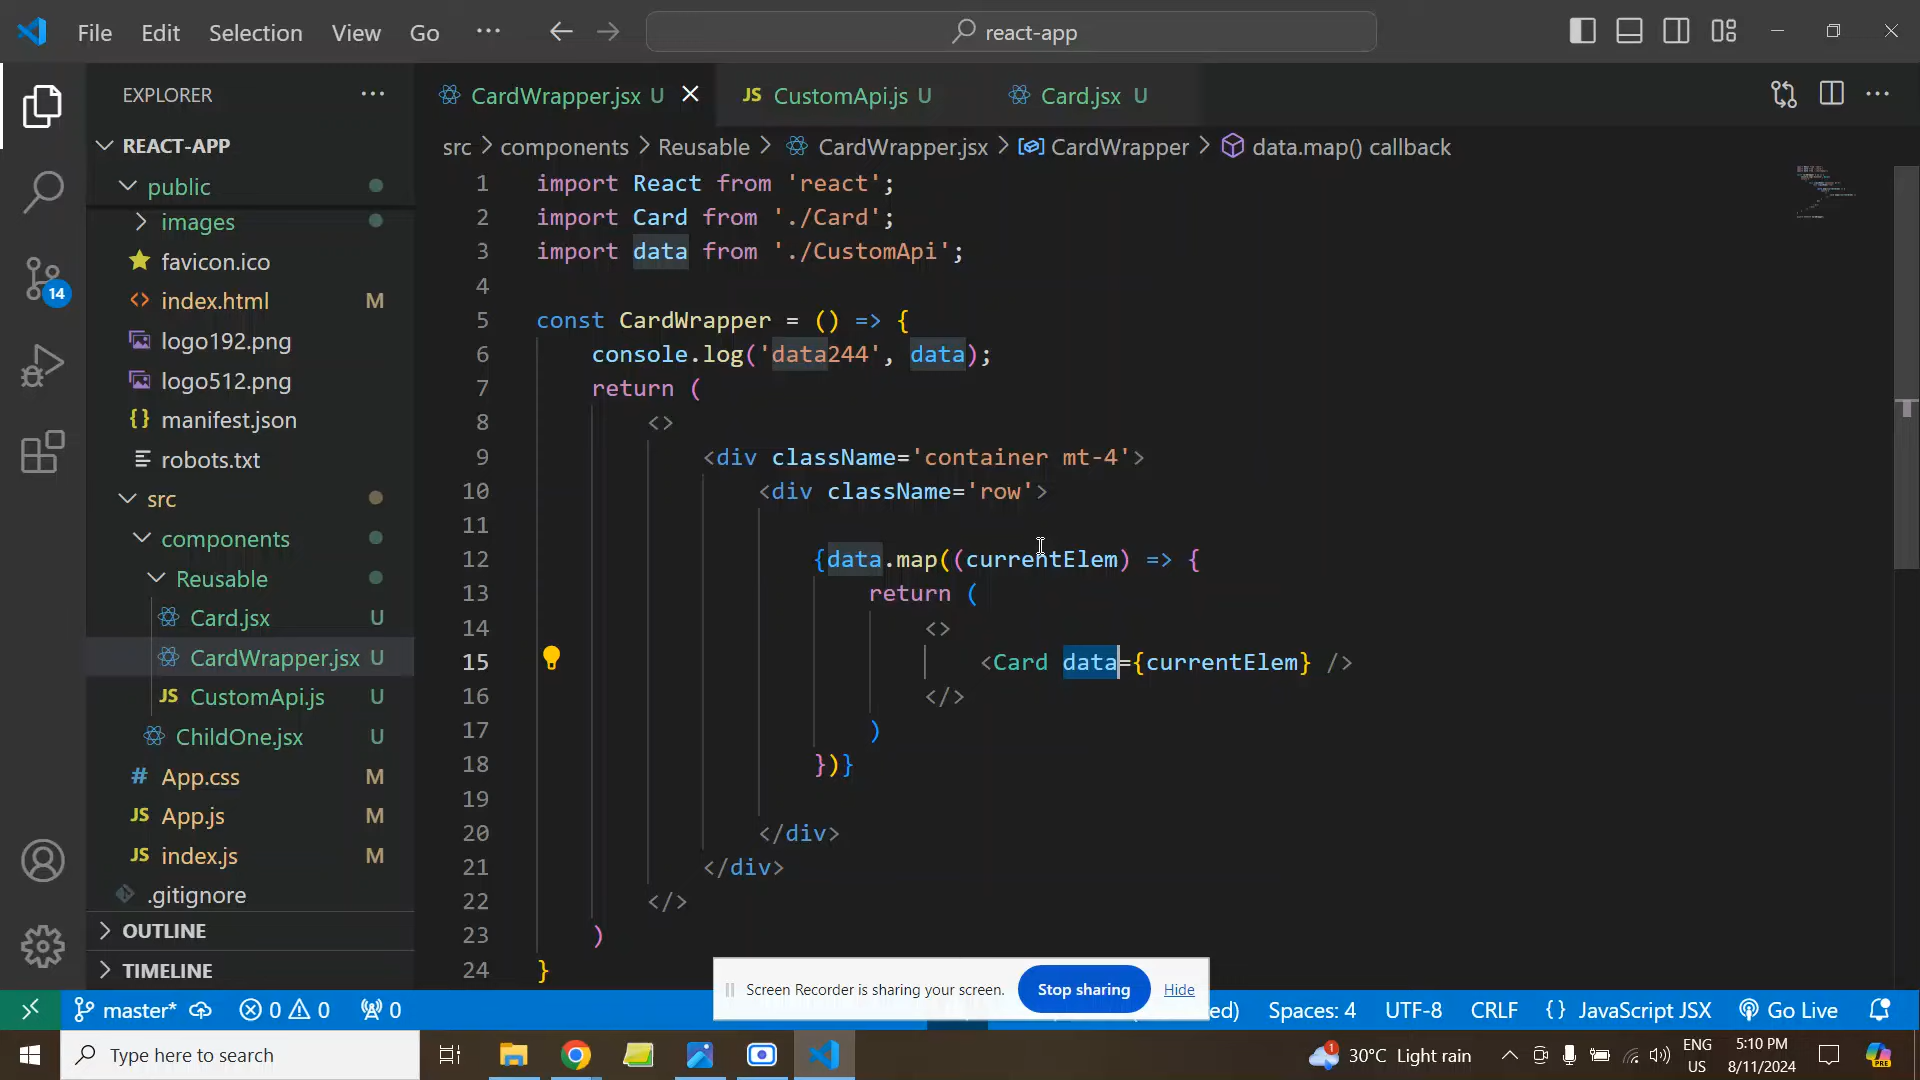 File Edit Selection View Go ··· react-app
EXPLORER ···
REACT-APP
public
images
favicon.ico
index.html M
logo192.png
logo512.png
manifest.json
robots.txt
src
components
Reusable
Card.jsx U
CardWrapper.jsx U
CustomApi.js U
ChildOne.jsx U
App.css M
App.js M
index.js M
.gitignore
OUTLINE
TIMELINE
14
CardWrapper.jsx U JS CustomApi.js U Card.jsx U ···
src > components > Reusable > CardWrapper.jsx > CardWrapper > data.map() callback
1 import React from 'react';
2 import Card from './Card';
3 import data from './CustomApi';
4
5 const CardWrapper = () => {
6 console.log('data244', data);
7 return (
8 <>
9 <div className='container mt-4'>
10 <div className='row'>
11
12 {data.map((currentElem) => {
13 return (
14 <>
15 <Card data={currentElem} />
16 </>
17 )
18 })}
19
20 </div>
21 </div>
22 </>
23 )
24 }
Screen Recorder is sharing your screen. Stop sharing Hide
master* 0 0 0 Spaces: 4 UTF-8 CRLF {} JavaScript JSX Go Live
Type here to search 30°C Light rain ENG US 5:10 PM 8/11/2024